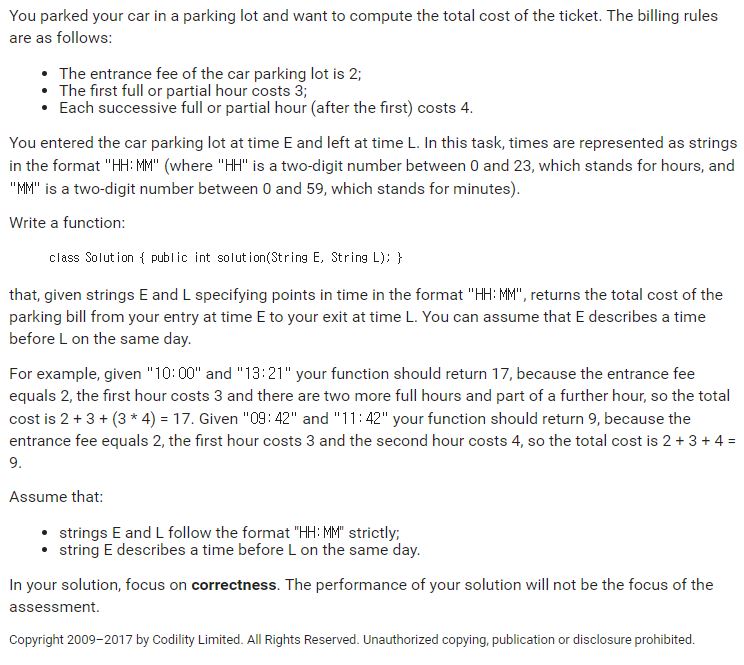 You parked your car in a parking lot and want to compute the total cost of the ticket. The billing rules
are as follows:
• The entrance fee of the car parking lot is 2;
• The first full or partial hour costs 3;
• Each successive full or partial hour (after the first) costs 4.
You entered the car parking lot at time E and left at time L. In this task, times are represented as strings
in the format "HH:MM" (where "HH" is a two-digit number between 0 and 23, which stands for hours, and
"MM" is a two-digit number between 0 and 59, which stands for minutes).
Write a function:
class Solution { public int solution(String E, String L); }
that, given strings E and L specifying points in time in the format "HH:MM", returns the total cost of the
parking bill from your entry at time E to your exit at time L. You can assume that E describes a time
before L on the same day.
For example, given "10:00" and "13:21" your function should return 17, because the entrance fee
equals 2, the first hour costs 3 and there are two more full hours and part of a further hour, so the total
cost is 2 + 3 + (3 * 4) = 17. Given "09:42" and "11:42" your function should return 9, because the
entrance fee equals 2, the first hour costs 3 and the second hour costs 4, so the total cost is 2 + 3 + 4 =
9.
Assume that:
• strings E and L follow the format "HH:MM" strictly;
• string E describes a time before L on the same day.
In your solution, focus on correctness. The performance of your solution will not be the focus of the
assessment.
Copyright 2009–2017 by Codility Limited. All Rights Reserved. Unauthorized copying, publication or disclosure prohibited.